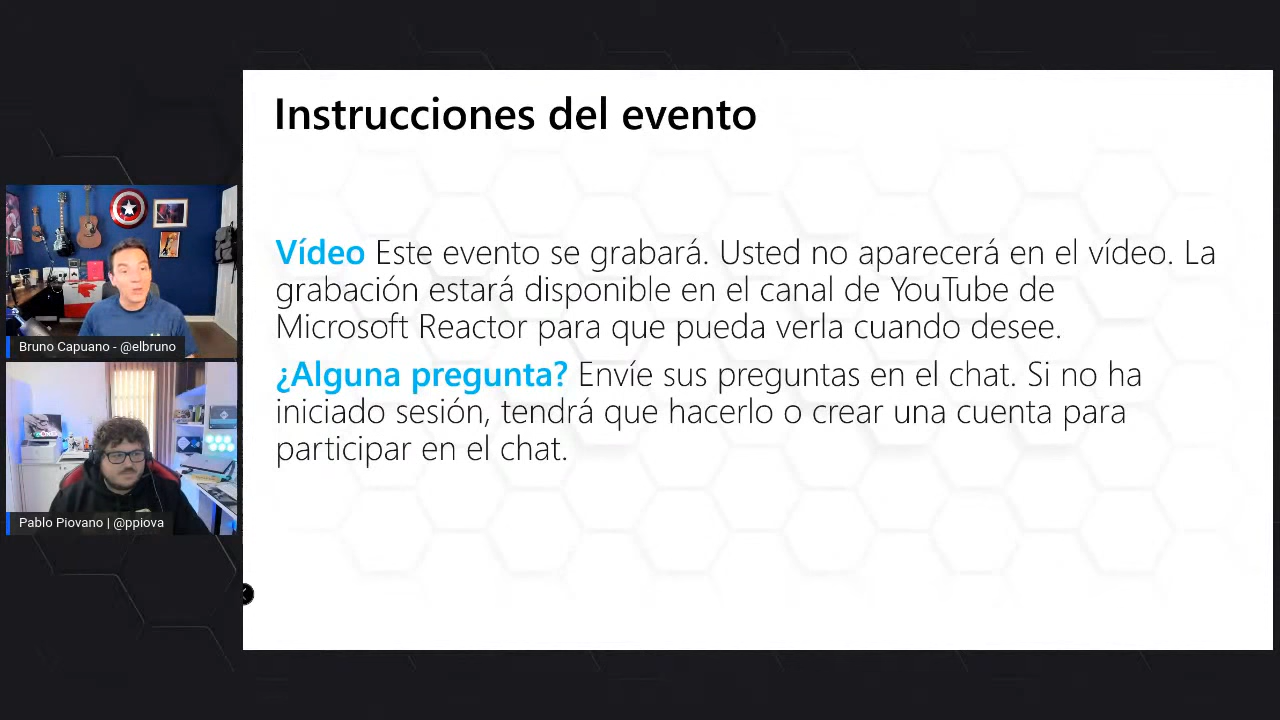 Instrucciones del evento
Vídeo Este evento se grabará. Usted no aparecerá en el vídeo. La
grabación estará disponible en el canal de YouTube de
Microsoft Reactor para que pueda verla cuando desee.
¿Alguna pregunta? Envíe sus preguntas en el chat. Si no ha
iniciado sesión, tendrá que hacerlo o crear una cuenta para
participar en el chat.
Bruno Capuano - @elbruno
Pablo Piovano | @ppiova